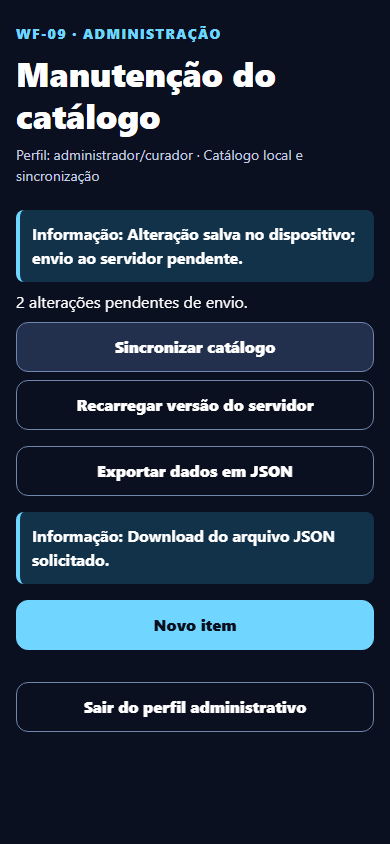 WF-09 · ADMINISTRAÇÃO
Manutenção do
catálogo
Perfil: administrador/curador · Catálogo local e
sincronização
Informação: Alteração salva no dispositivo;
envio ao servidor pendente.
2 alterações pendentes de envio.
Sincronizar catálogo
Recarregar versão do servidor
Exportar dados em JSON
Informação: Download do arquivo JSON
solicitado.
Novo item
Sair do perfil administrativo